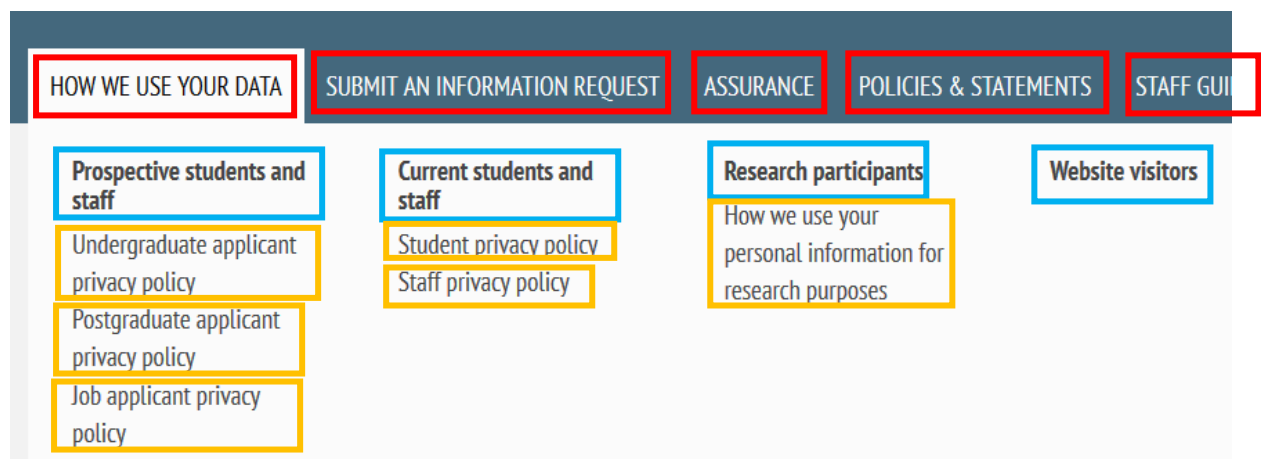 HOW WE USE YOUR DATA SUBMIT AN INFORMATION REQUEST ASSURANCE POLICIES & STATEMENTS STAFF
Prospective students and
staff
Undergraduate applicant
privacy policy
Postgraduate applicant
privacy policy
Job applicant privacy
policy
Current students and
staff
Student privacy policy
Staff privacy policy
Research participants
How we use your
personal information for
research purposes
Website visitors